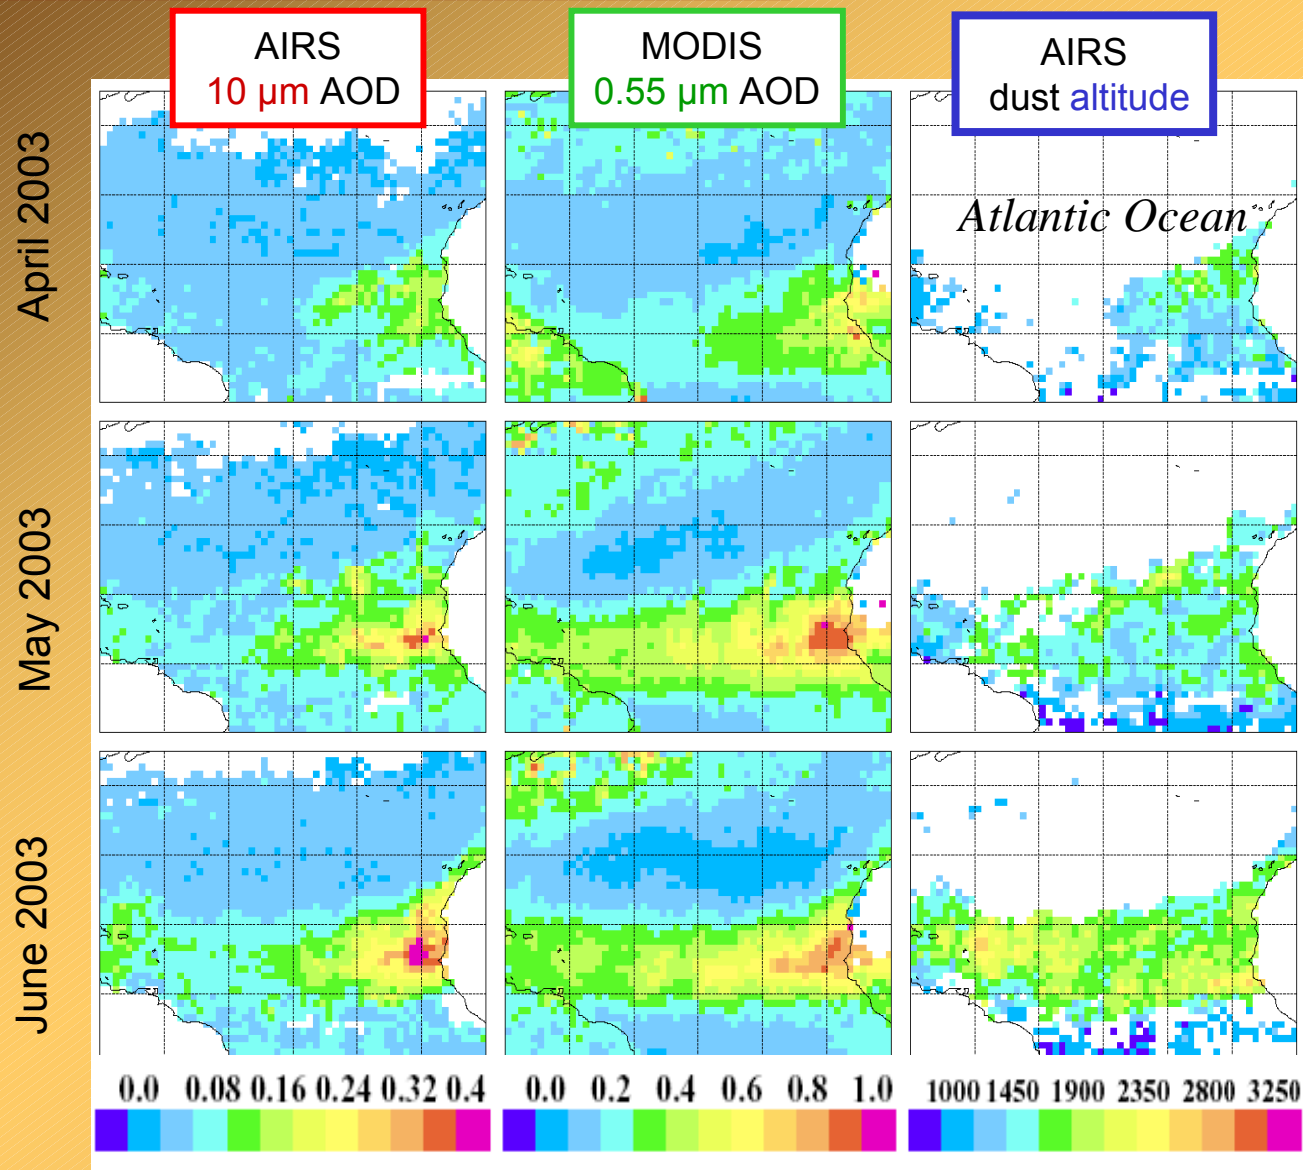 AIRS
10 µm AOD
MODIS
0.55 µm AOD
AIRS
dust altitude
April 2003
Atlantic Ocean
May 2003
June 2003
0.0 0.08 0.16 0.24 0.32 0.4
0.0 0.2 0.4 0.6 0.8 1.0
1000 1450 1900 2350 2800 3250